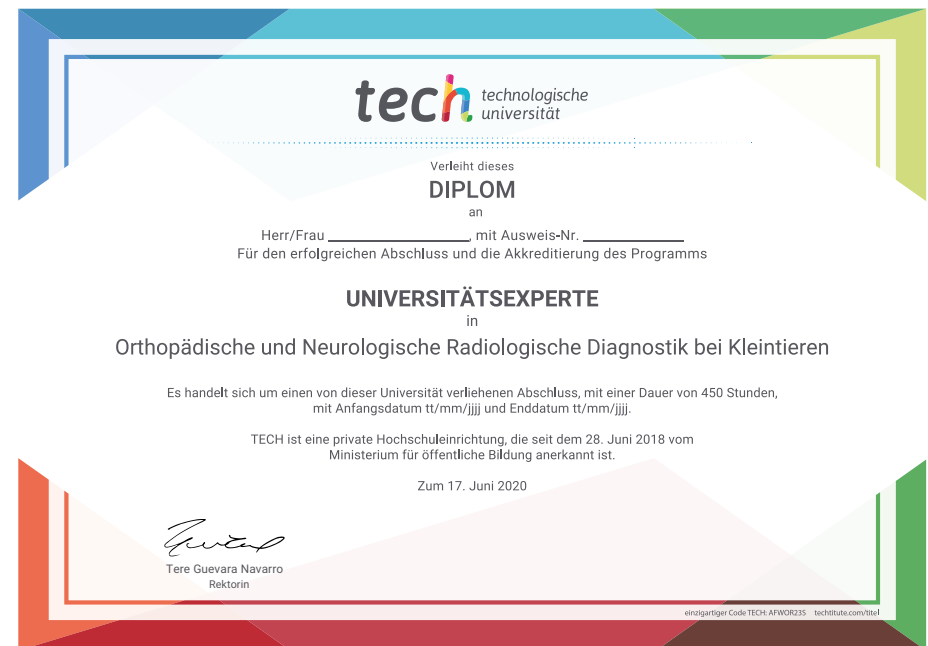 tech technologische
universität
Verleiht dieses
DIPLOM
an
Herr/Frau ____________________, mit Ausweis-Nr. ______________
Für den erfolgreichen Abschluss und die Akkreditierung des Programms
UNIVERSITÄTSEXPERTE
in
Orthopädische und Neurologische Radiologische Diagnostik bei Kleintieren
Es handelt sich um einen von dieser Universität verliehenen Abschluss, mit einer Dauer von 450 Stunden,
mit Anfangsdatum tt/mm/jjjj und Enddatum tt/mm/jjjj.
TECH ist eine private Hochschuleinrichtung, die seit dem 28. Juni 2018 vom
Ministerium für öffentliche Bildung anerkannt ist.
Zum 17. Juni 2020
Tere Guevara Navarro
Rektorin
einzigartiger Code TECH: AFWOR23S techtitute.com/titel